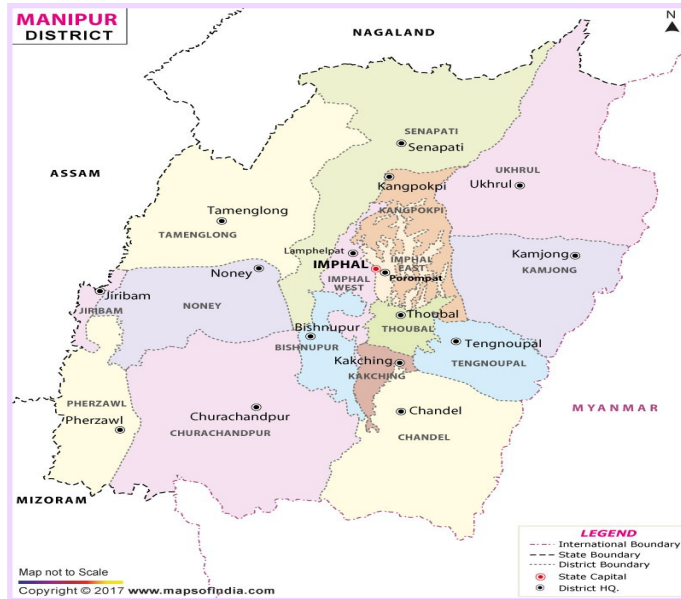 MANIPUR
DISTRICT
N
NAGALAND
SENAPATI
Senapati
ASSAM
UKHRUL
Ukhrul
Kangpokpi
KANGPOKPI
Tamenglong
TAMENGLONG
Lamphelpat
IMPHAL
IMPHAL
WEST
IMPHAL
EAST
Porompat
Kamjong
KAMJONG
Noney
NONEY
Jiribam
JIRIBAM
Thoubal
THOUBAL
Bishnupur
BISHNUPUR
Tengnoupal
TENGNOUPAL
Kakching
KAKCHING
PHERZAWL
Pherzawl
Churachandpur
CHURACHANDPUR
Chandel
CHANDEL
MYANMAR
MIZORAM
LEGEND
International Boundary
State Boundary
District Boundary
State Capital
District HQ.
Map not to Scale
Copyright © 2017 www.mapsofindia.com